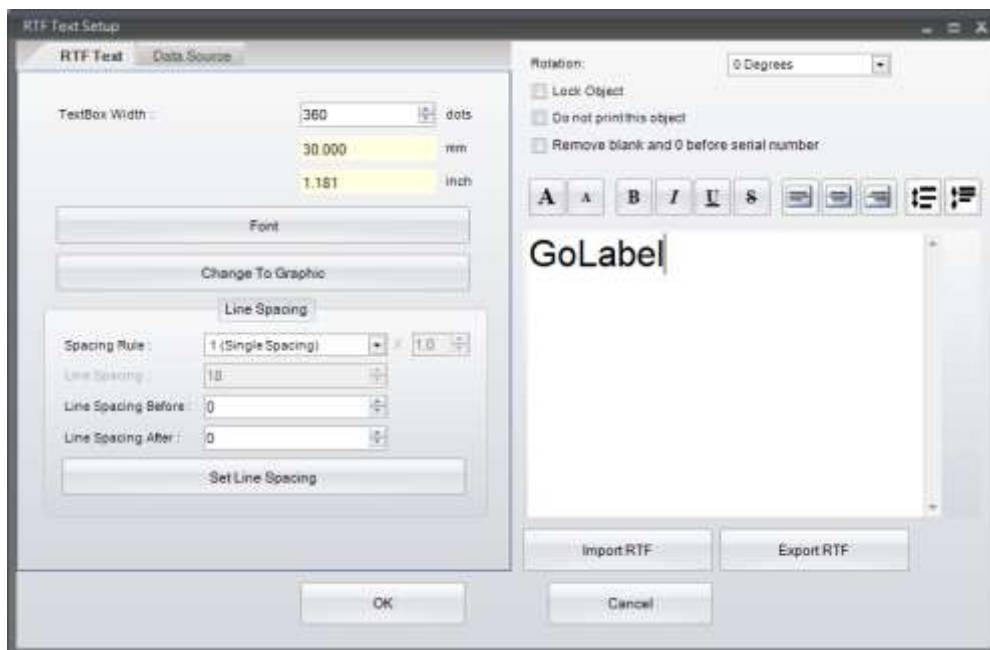 RTF Text Setup
RTF Text Data Source
TextBox Width : 360 dots
30.000 mm
1.181 inch
Font
Change To Graphic
Line Spacing
Spacing Rule : 1 (Single Spacing) × 1.0
Line Spacing : 18
Line Spacing Before : 0
Line Spacing After : 0
Set Line Spacing
Rotation: 0 Degrees
Lock Object
Do not print this object
Remove blank and 0 before serial number
A A B I U S
GoLabel
Import RTF Export RTF
OK Cancel